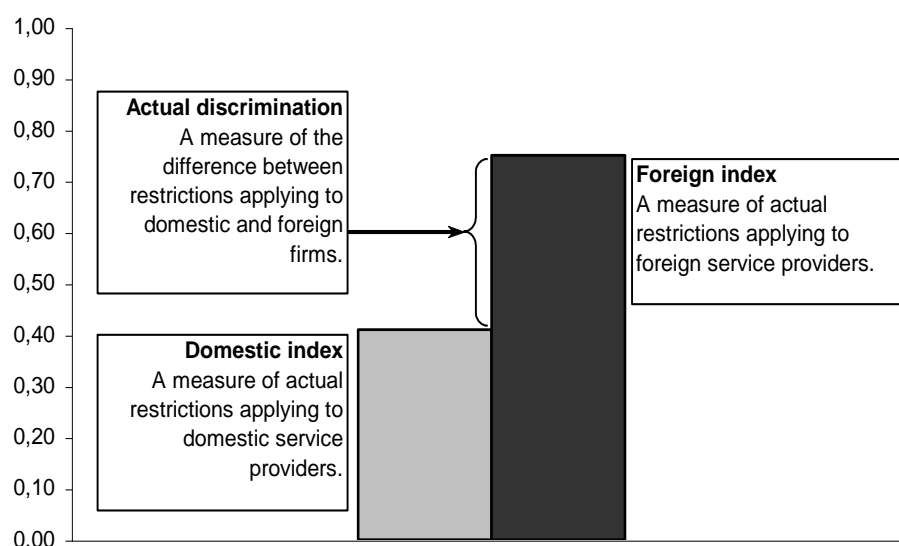 1,00
0,90
0,80
0,70
0,60
0,50
0,40
0,30
0,20
0,10
0,00
Actual discrimination
A measure of the
difference between
restrictions applying to
domestic and foreign
firms.
Foreign index
A measure of actual
restrictions applying to
foreign service providers.
Domestic index
A measure of actual
restrictions applying to
domestic service
providers.